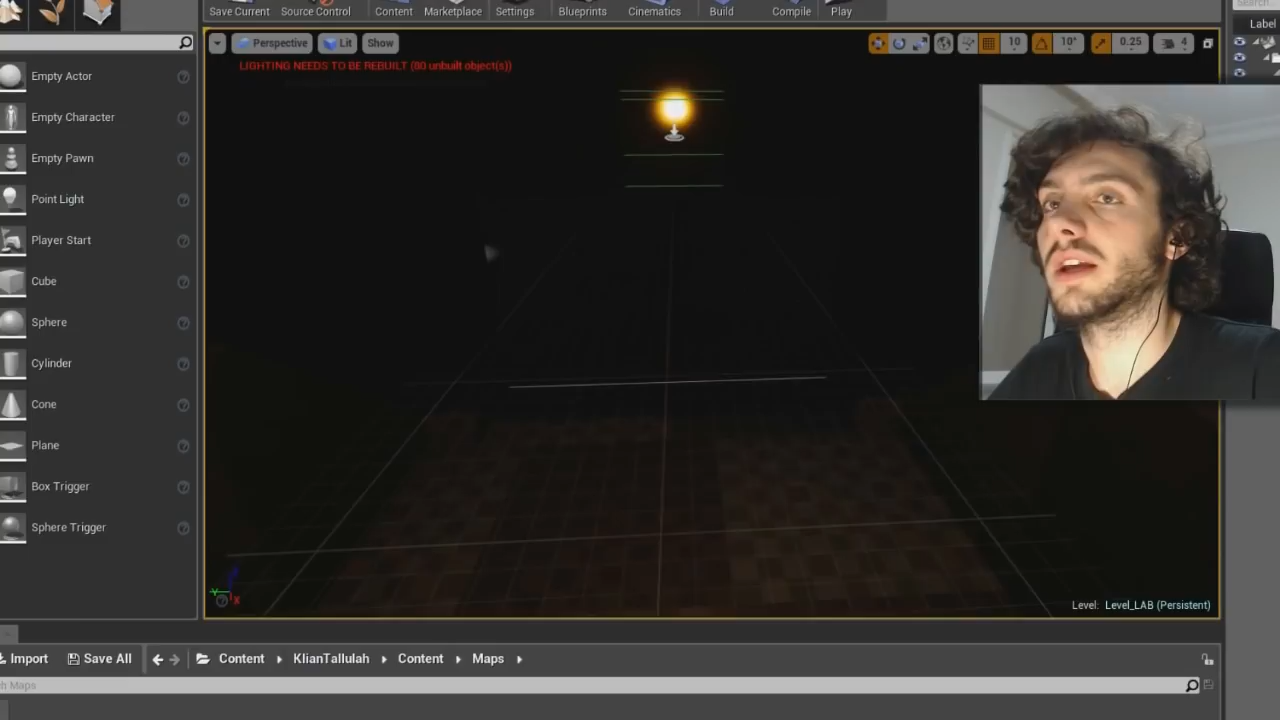 Save Current
Source Control
Content
Marketplace
Settings
Blueprints
Cinematics
Build
Compile
Play
Search
Label
Perspective
Lit
Show
10
10°
0.25
4
LIGHTING NEEDS TO BE REBUILT (80 unbuilt object(s))
Empty Actor
Empty Character
Empty Pawn
Point Light
Player Start
Cube
Sphere
Cylinder
Cone
Plane
Box Trigger
Sphere Trigger
Y
X
Level: Level_LAB (Persistent)
Import
Save All
Content
KlianTallulah
Content
Maps
ch Maps